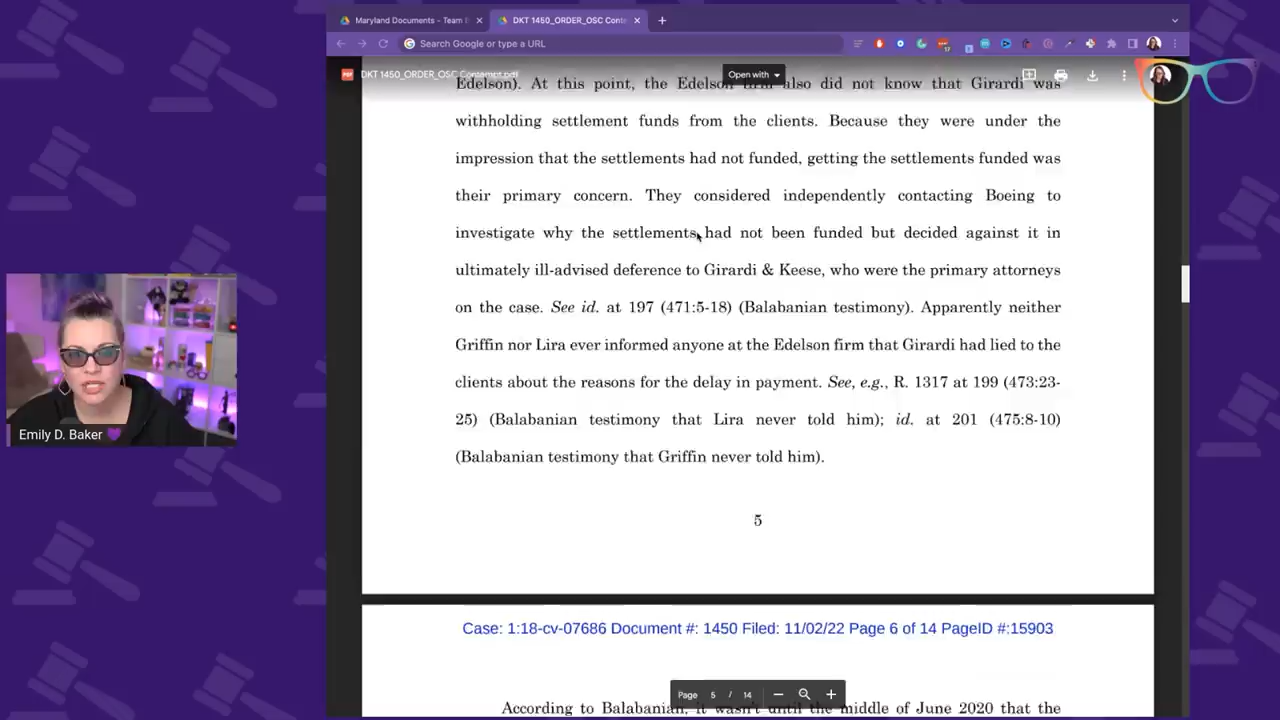 Maryland Documents - Team E
DKT 1450_ORDER_OSC Conte
Search Google or type a URL
DKT 1450_ORDER_OSC Contempt.pdf
Open with
Edelson). At this point, the Edelson firm also did not know that Girardi was
withholding settlement funds from the clients. Because they were under the
impression that the settlements had not funded, getting the settlements funded was
their primary concern. They considered independently contacting Boeing to
investigate why the settlements had not been funded but decided against it in
ultimately ill-advised deference to Girardi & Keese, who were the primary attorneys
on the case. See id. at 197 (471:5-18) (Balabanian testimony). Apparently neither
Griffin nor Lira ever informed anyone at the Edelson firm that Girardi had lied to the
clients about the reasons for the delay in payment. See, e.g., R. 1317 at 199 (473:23-
25) (Balabanian testimony that Lira never told him); id. at 201 (475:8-10)
(Balabanian testimony that Griffin never told him).
5
Case: 1:18-cv-07686 Document #: 1450 Filed: 11/02/22 Page 6 of 14 PageID #:15903
According to Balabanian, it wasn't until the middle of June 2020 that the
Page 5 / 14
Emily D. Baker 💜